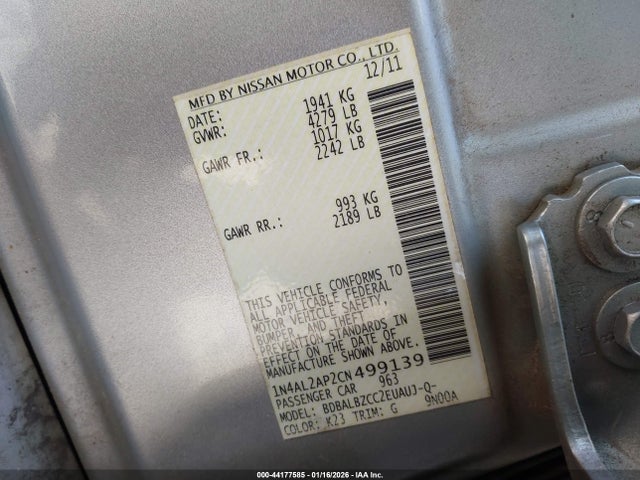 MFD BY NISSAN MOTOR CO., LTD.
DATE: 12/11
GVWR: 1941 KG
4279 LB
GAWR FR.: 1017 KG
2242 LB
GAWR RR.: 993 KG
2189 LB
THIS VEHICLE CONFORMS TO
ALL APPLICABLE FEDERAL
MOTOR VEHICLE SAFETY,
BUMPER, AND THEFT
PREVENTION STANDARDS IN
EFFECT ON THE DATE OF
MANUFACTURE SHOWN ABOVE.
1N4AL2AP2CN499139
PASSENGER CAR 963
MODEL: BDBALBZCC2EUAUJ-Q-
COLOR: K23 TRIM: G 9N00A
8
000-44177585 - 01/16/2026 - IAA Inc.